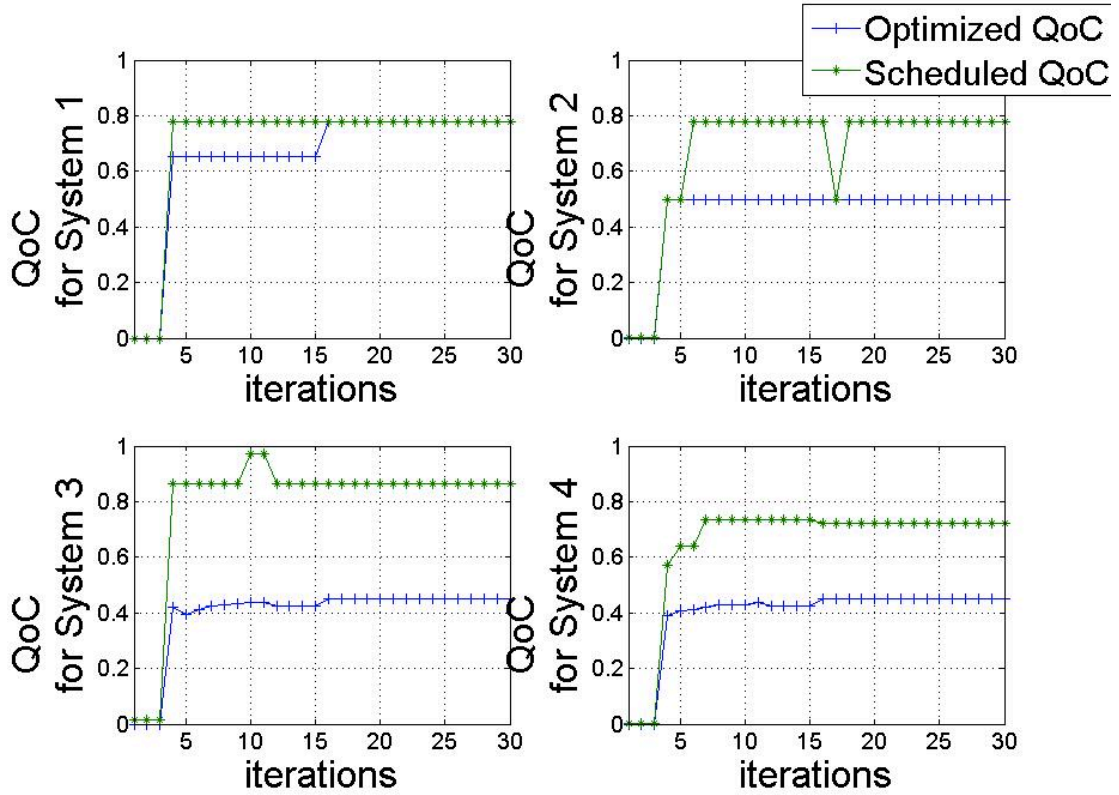 Optimized QoC
Scheduled QoC
QoC
for System 1
1
0.8
0.6
0.4
0.2
0
5 10 15 20 25 30
iterations
QoC
for System 2
1
0.8
0.6
0.4
0.2
0
5 10 15 20 25 30
iterations
QoC
for System 3
1
0.8
0.6
0.4
0.2
0
5 10 15 20 25 30
iterations
QoC
for System 4
1
0.8
0.6
0.4
0.2
0
5 10 15 20 25 30
iterations